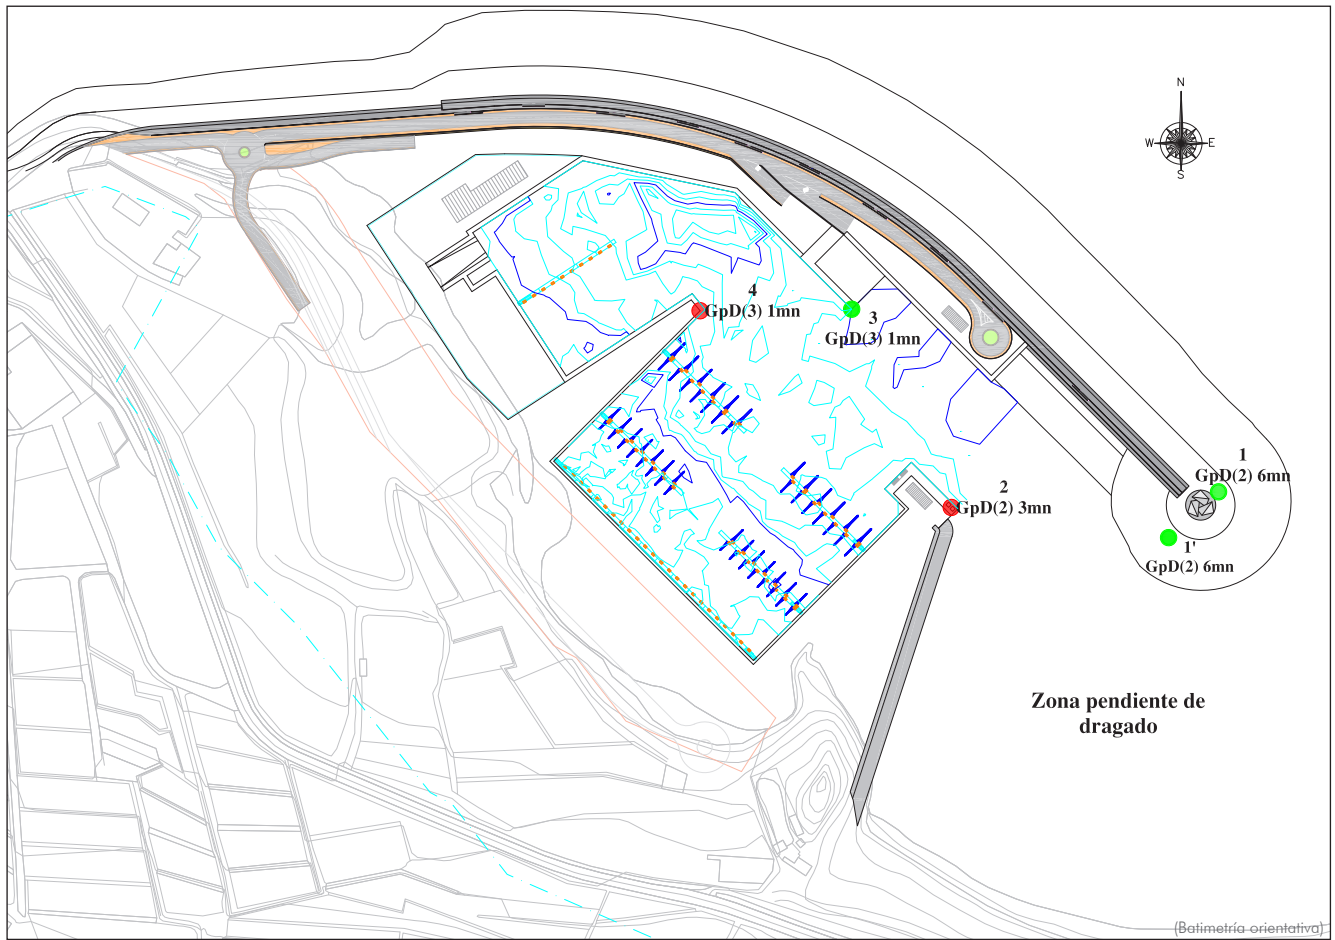 N
W
E
S
4
GpD(3) 1mn
3
GpD(3) 1mn
1
GpD(2) 6mn
2
GpD(2) 3mn
1'
GpD(2) 6mn
Zona pendiente de
dragado
(Batimetría orientativa)